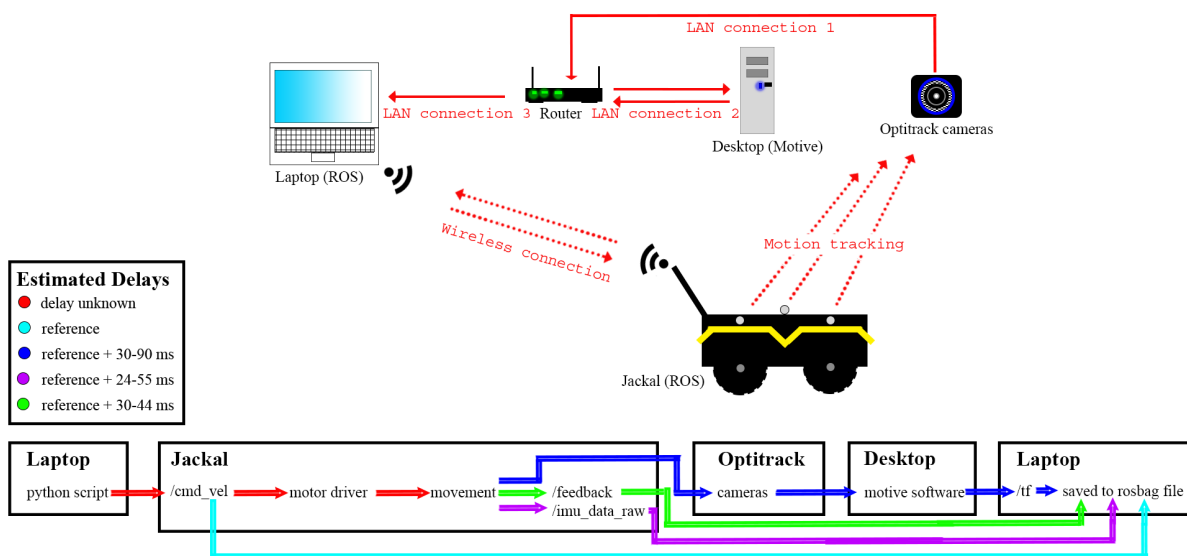 LAN connection 1
LAN connection 3
Router
LAN connection 2
Desktop (Motive)
Optitrack cameras
Laptop (ROS)
Wireless connection
Motion tracking
Jackal (ROS)
Estimated Delays
delay unknown
reference
reference + 30-90 ms
reference + 24-55 ms
reference + 30-44 ms
Laptop
python script
Jackal
/cmd_vel
motor driver
movement
/feedback
/imu_data_raw
Optitrack
cameras
Desktop
motive software
Laptop
/tf
saved to rosbag file